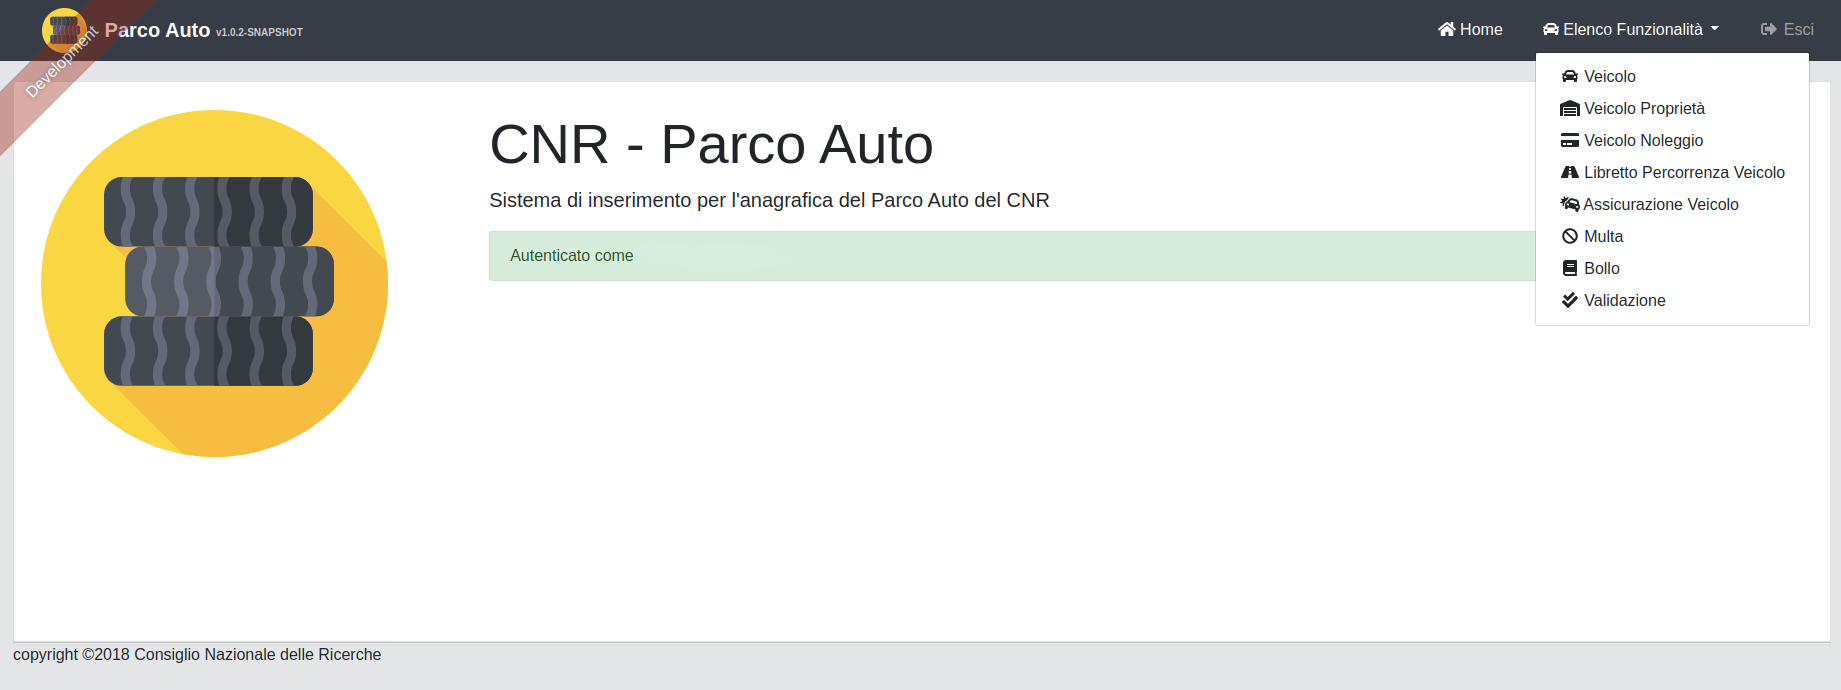 Parco Auto v1.0.2-SNAPSHOT
Home
Elenco Funzionalità
Esci
Development
Veicolo
Veicolo Proprietà
Veicolo Noleggio
Libretto Percorrenza Veicolo
Assicurazione Veicolo
Multa
Bollo
Validazione
CNR - Parco Auto
Sistema di inserimento per l'anagrafica del Parco Auto del CNR
Autenticato come
copyright ©2018 Consiglio Nazionale delle Ricerche